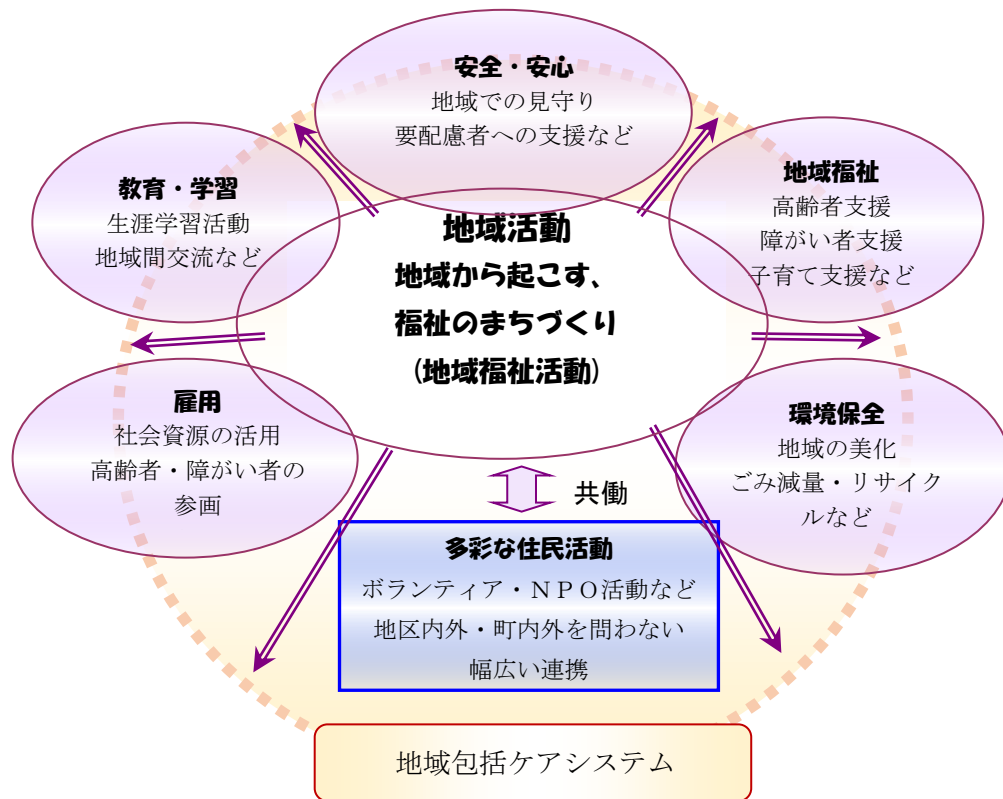 安全・安心
地域での見守り
要配慮者への支援など
教育・学習
生涯学習活動
地域間交流など
地域福祉
高齢者支援
障がい者支援
子育て支援など
地域活動
地域から起こす、
福祉のまちづくり
(地域福祉活動)
雇用
社会資源の活用
高齢者・障がい者の
参画
環境保全
地域の美化
ごみ減量・リサイク
ルなど
共働
多彩な住民活動
ボランティア・ＮＰＯ活動など
地区内外・町内外を問わない
幅広い連携
地域包括ケアシステム